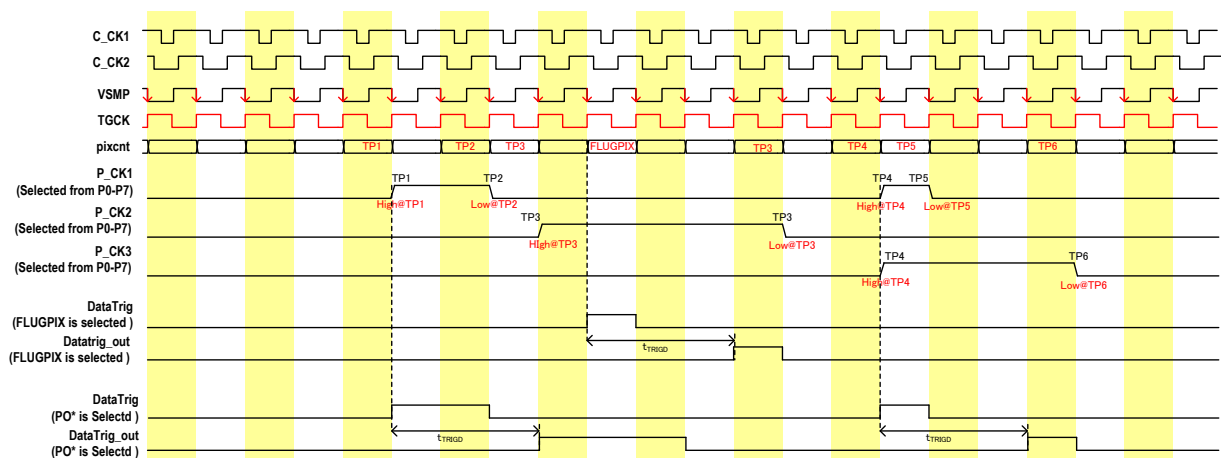 C_CK1
C_CK2
VSMP
TGCK
pixcnt
TP1 TP2 TP3 FLUGPIX TP3 TP4 TP5 TP6
P_CK1
(Selected from P0-P7)
TP1 TP2 TP4 TP5
High@TP1 Low@TP2 High@TP4 Low@TP5
P_CK2
(Selected from P0-P7)
TP3 TP3
HIgh@TP3 Low@TP3
P_CK3
(Selected from P0-P7)
TP4 TP6
High@TP4 Low@TP6
DataTrig
(FLUGPIX is selected )
Datatrig_out
(FLUGPIX is selected )
tTRIGD
DataTrig
(PO* is Selectd )
DataTrig_out
(PO* is Selectd )
tTRIGD tTRIGD